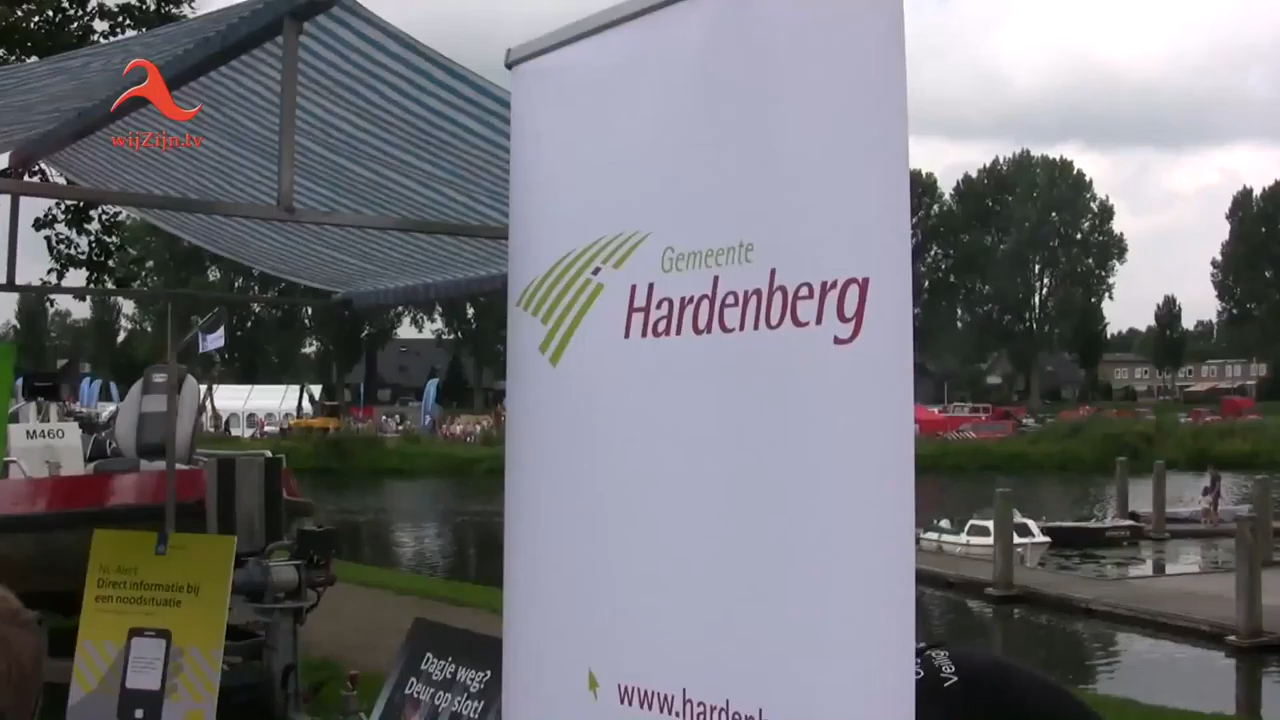 wijZijn.tv
Gemeente
Hardenberg
M460
NL-Alert
Direct informatie bij
een noodsituatie
Dagje weg?
Deur op slot!
www.hardenb
Veilig